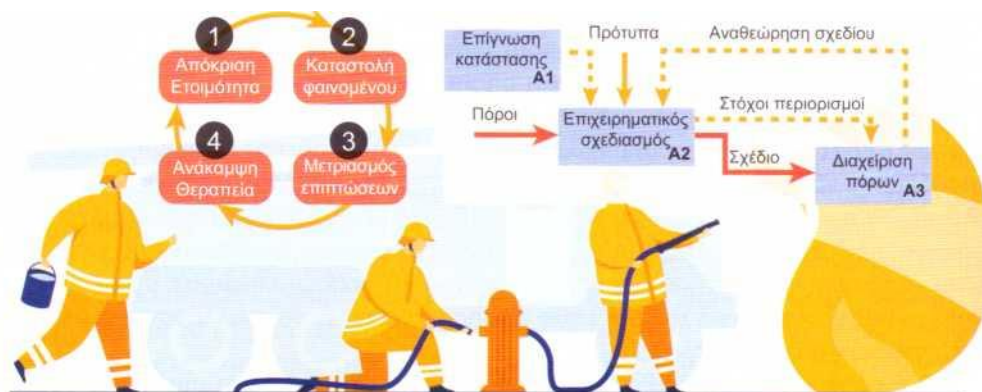 1
Απόκριση
Ετοιμότητα
2
Καταστολή
φαινομένου
3
Μετριασμός
επιπτώσεων
4
Ανάκαμψη
Θεραπεία
Επίγνωση
κατάστασης
A1
Πρότυπα
Αναθεώρηση σχεδίου
Πόροι
Επιχειρηματικός
σχεδιασμός
A2
Στόχοι περιορισμοί
Σχέδιο
Διαχείριση
πόρων
A3